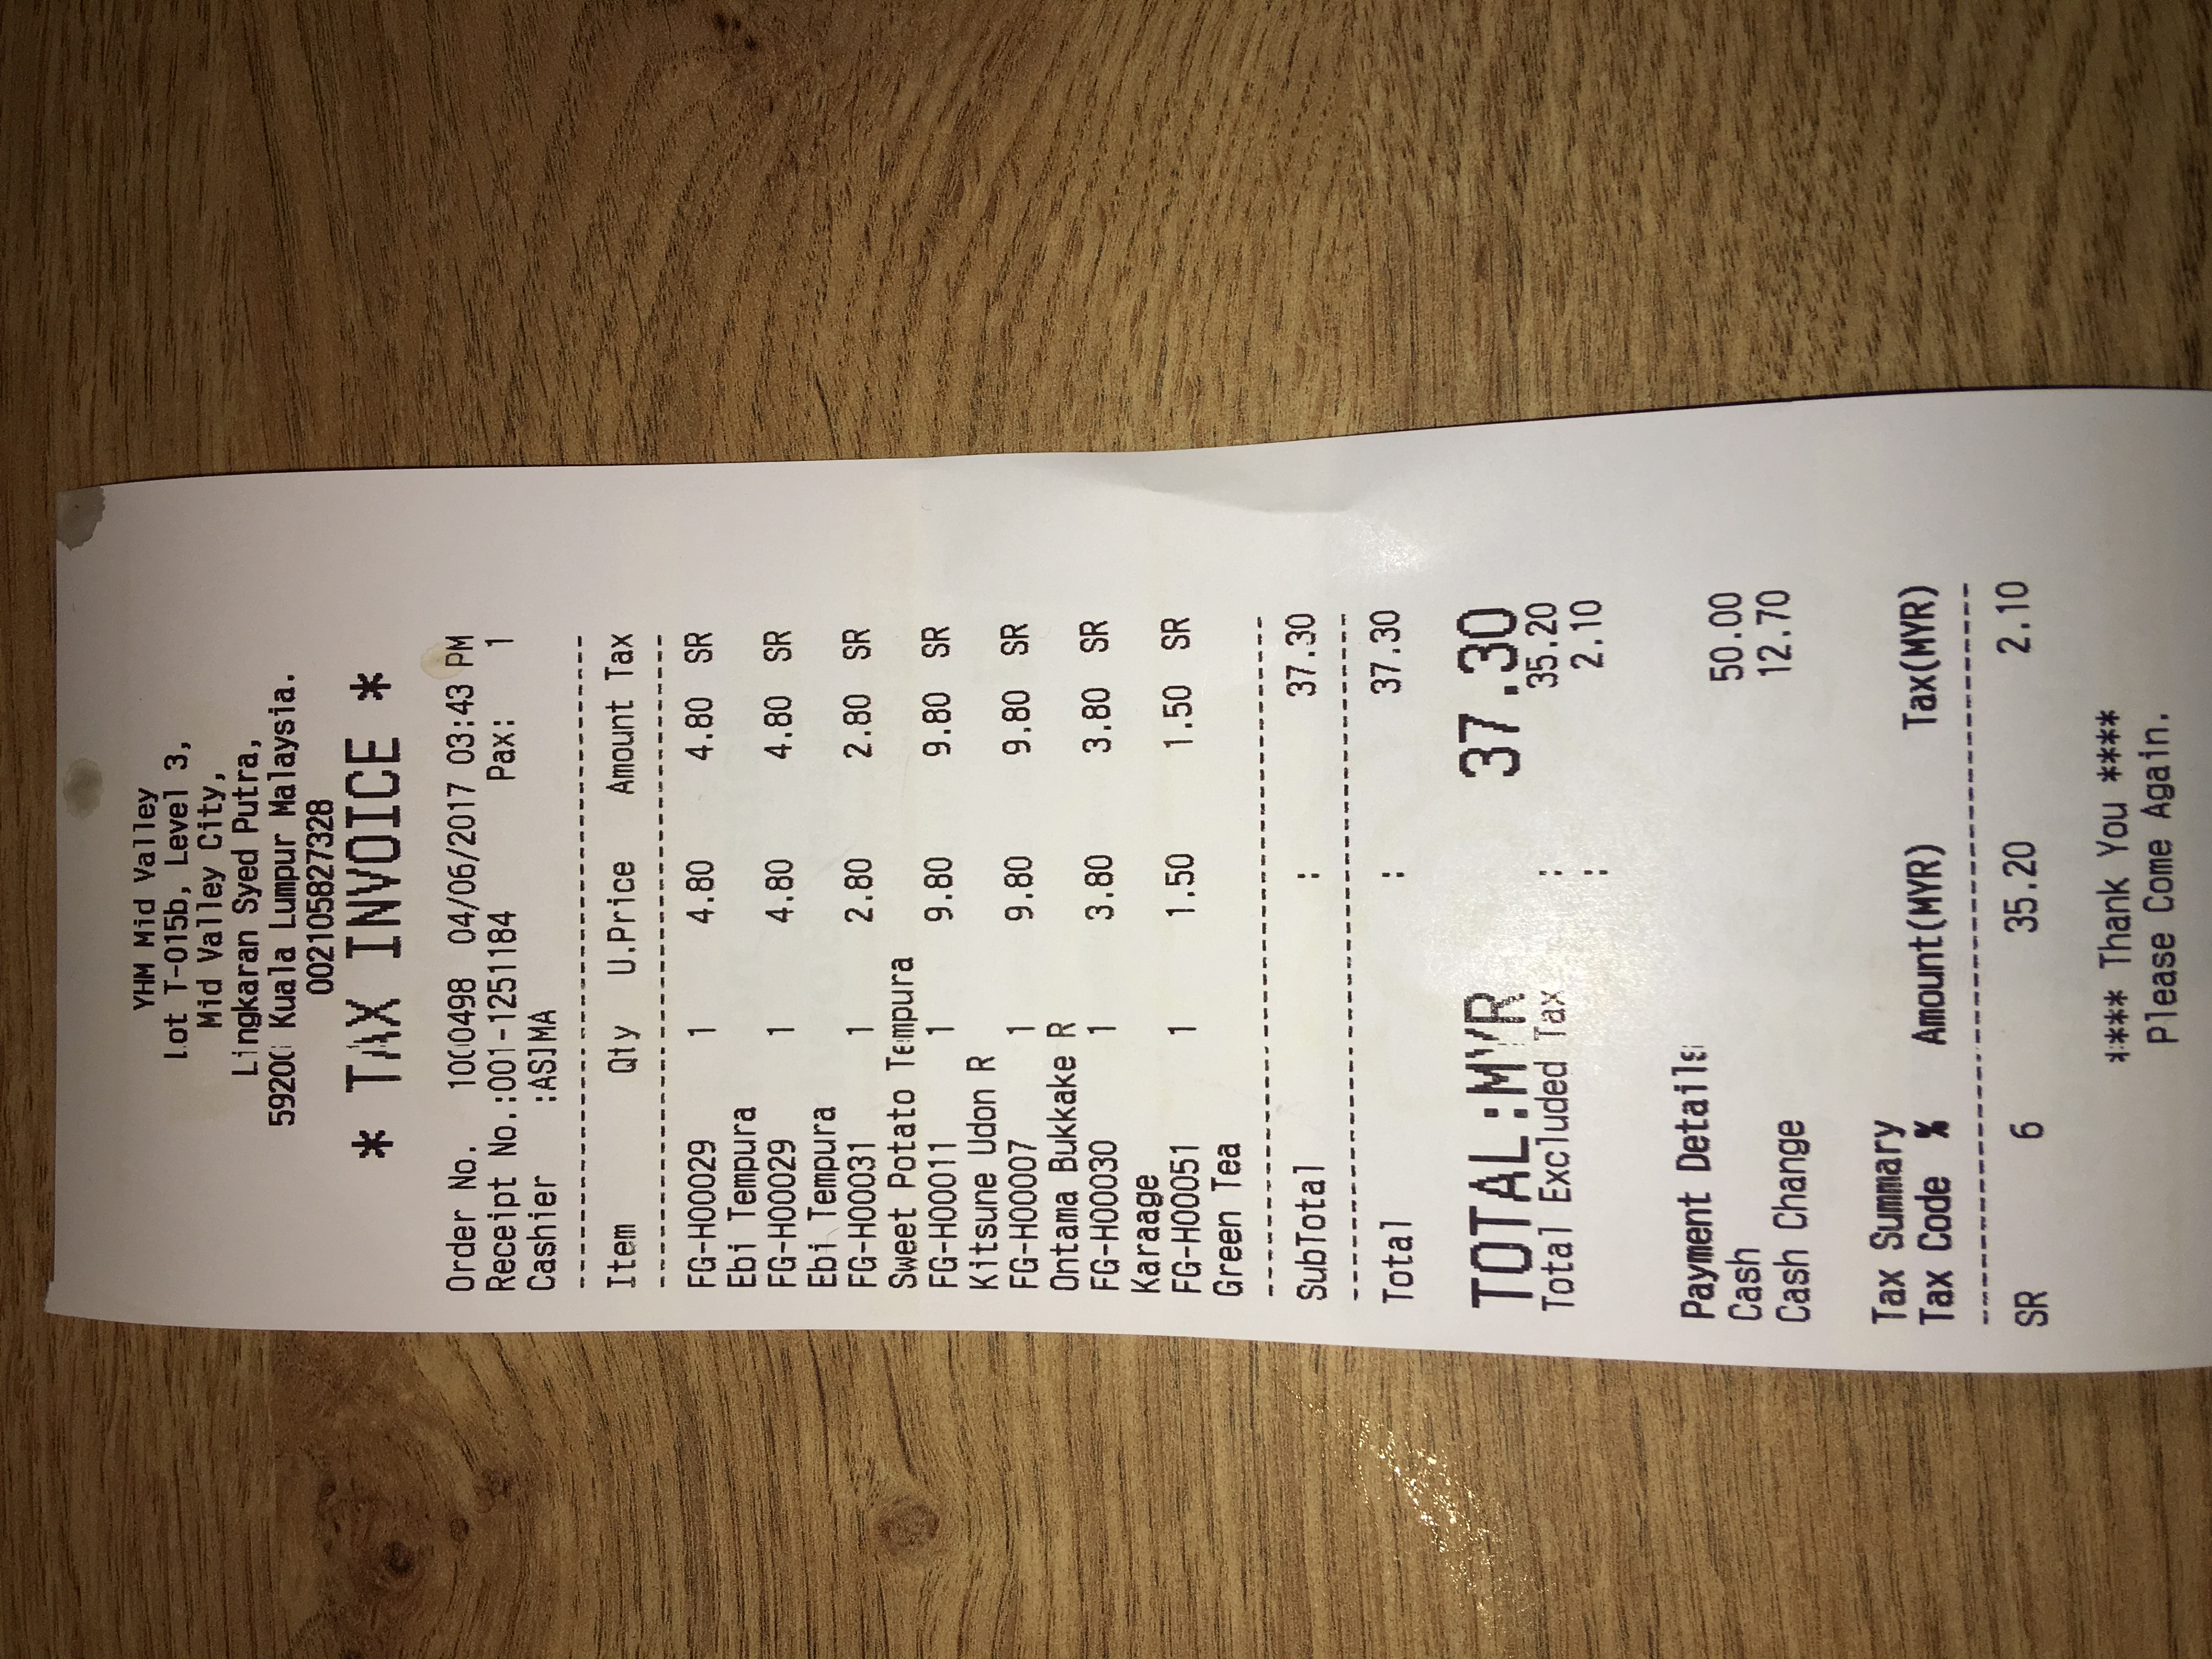 YHM Mid Valley
Lot T-015b, Level 3,
Mid Valley City,
Lingkaran Syed Putra,
59200 Kuala Lumpur Malaysia.
002105827328
* TAX INVOICE *
Order No. 1000498 04/06/2017 03:43 PM
Receipt No.:001-1251184 Pax: 1
Cashier :ASIMA
Item Qty U.Price Amount Tax
FG-H00029 1 4.80 4.80 SR
Ebi Tempura
FG-H00029 1 4.80 4.80 SR
Ebi Tempura
FG-H00031 1 2.80 2.80 SR
Sweet Potato Tempura
FG-H00011 1 9.80 9.80 SR
Kitsune Udon R
FG-H00007 1 9.80 9.80 SR
Ontama Bukkake R
FG-H00030 1 3.80 3.80 SR
Karaage
FG-H00051 1 1.50 1.50 SR
Green Tea
SubTotal : 37.30
Total : 37.30
TOTAL:MYR 37.30
Total Excluded Tax : 35.20
: 2.10
Payment Details
Cash 50.00
Cash Change 12.70
Tax Summary
Tax Code % Amount(MYR) Tax(MYR)
SR 6 35.20 2.10
**** Thank You ****
Please Come Again.